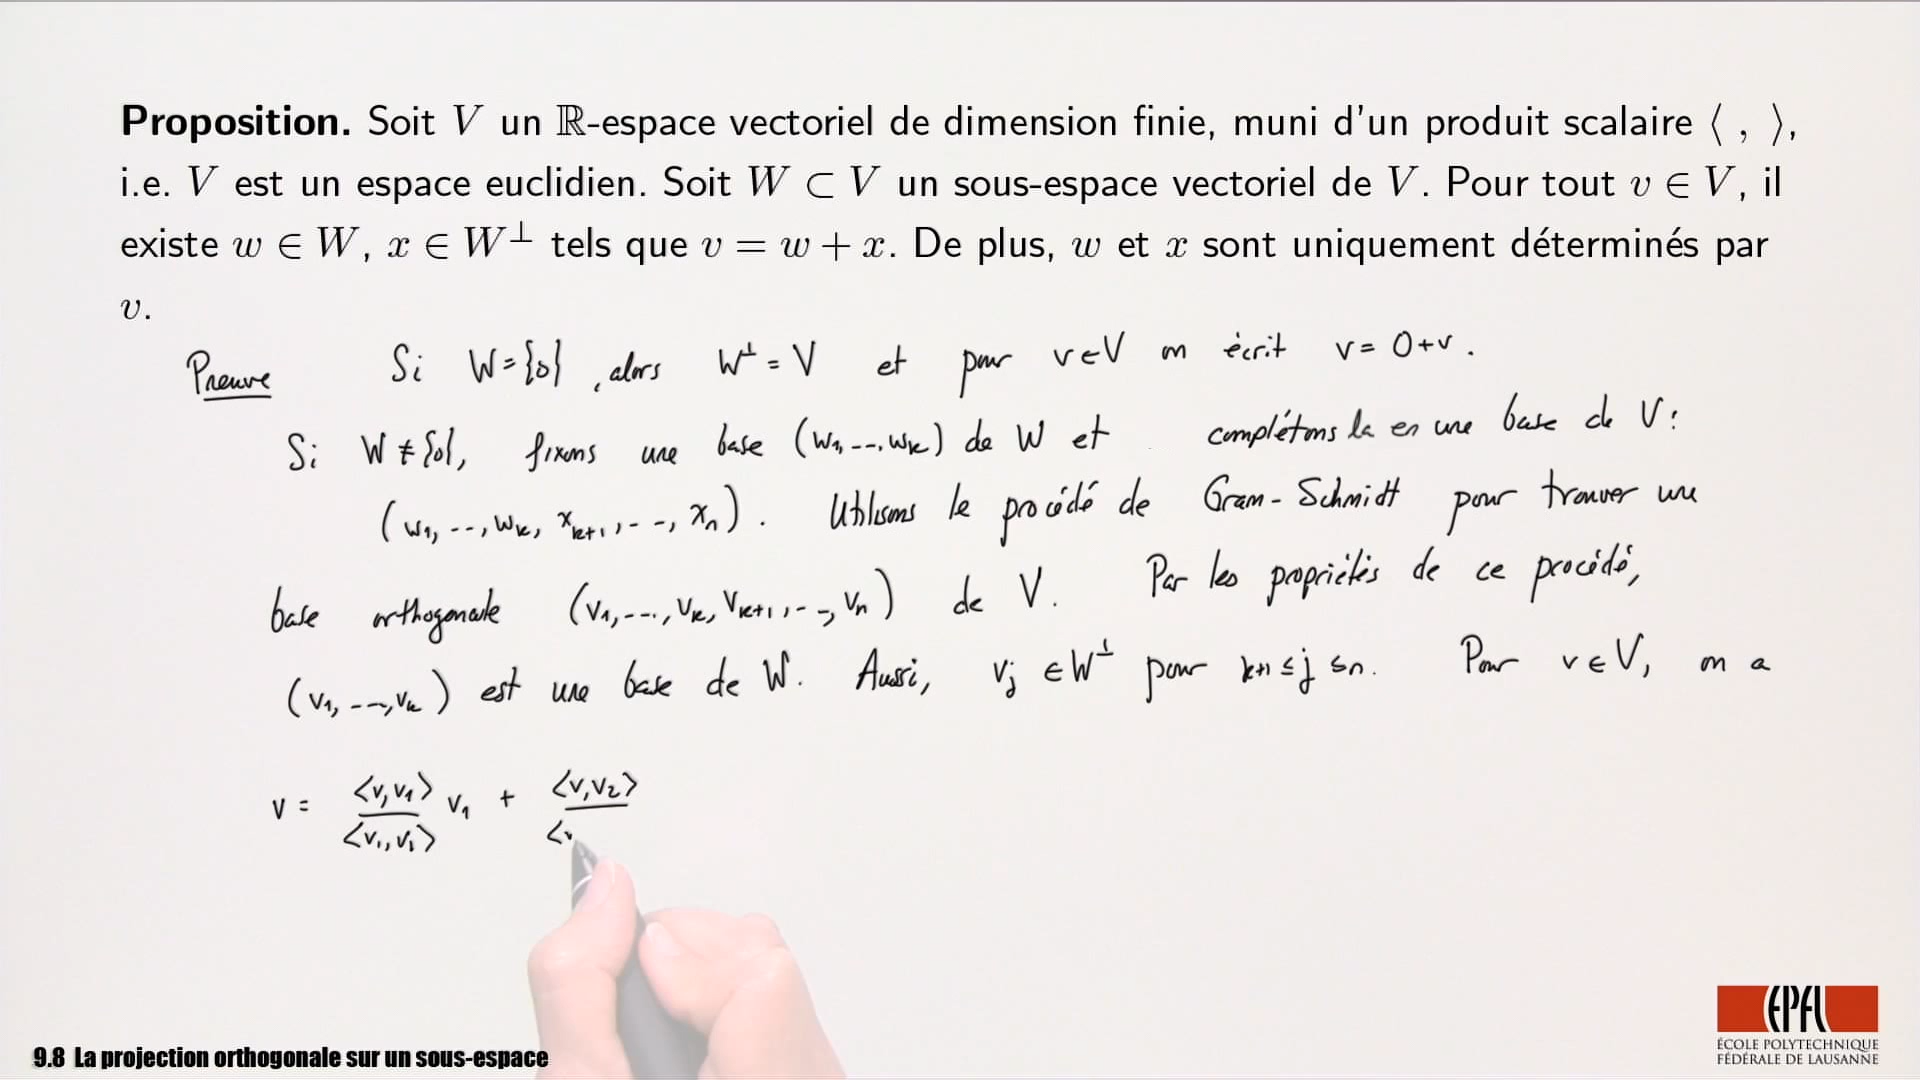 Proposition. Soit V un ℝ-espace vectoriel de dimension finie, muni d'un produit scalaire ⟨ , ⟩,
i.e. V est un espace euclidien. Soit W ⊂ V un sous-espace vectoriel de V. Pour tout v ∈ V, il
existe w ∈ W, x ∈ W⊥ tels que v = w + x. De plus, w et x sont uniquement déterminés par
v.
Preuve Si W = {0}, alors W⊥ = V et pour v ∈ V on écrit v = 0 + v.
Si W ≠ {0}, fixons une base (w₁, --, wₖ) de W et complétons la en une base de V:
(w₁, --, wₖ, xₖ₊₁, - -, xₙ). Utilisons le procédé de Gram-Schmidt pour trouver une
base orthogonale (v₁, ---, vₖ, vₖ₊₁, - -, vₙ) de V. Par les propriétés de ce procédé,
(v₁, ---, vₖ) est une base de W. Aussi, vⱼ ∈ W⊥ pour k+1 ≤ j ≤ n. Pour v ∈ V, on a
v = ⟨v,v₁⟩/⟨v₁,v₁⟩ v₁ + ⟨v,v₂⟩/⟨v
EPFL
ÉCOLE POLYTECHNIQUE
FÉDÉRALE DE LAUSANNE
9.8 La projection orthogonale sur un sous-espace